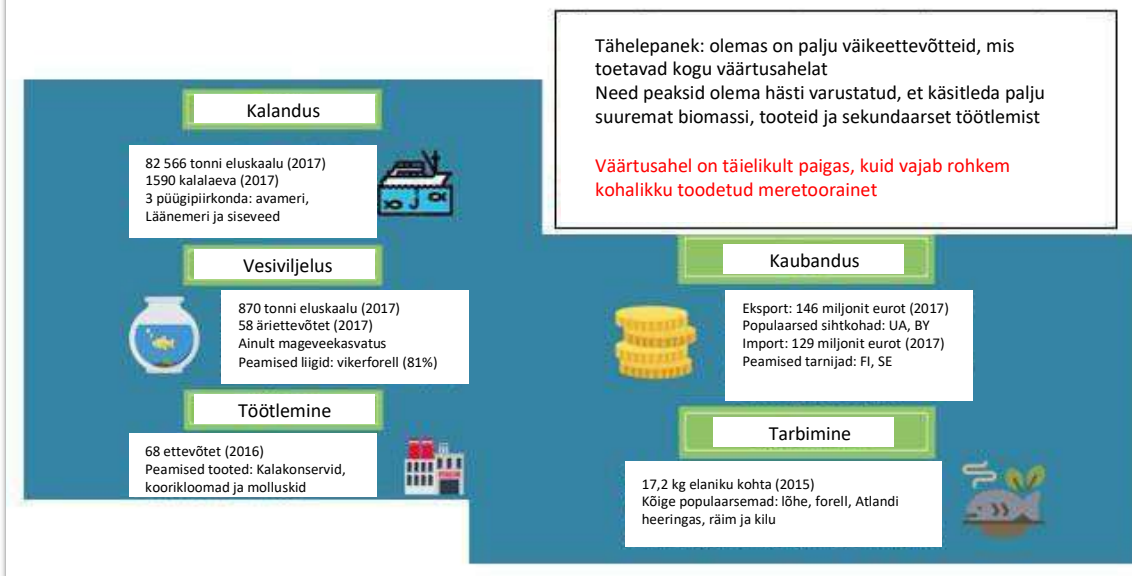 Tähelepanek: olemas on palju väikeettevõtteid, mis
toetavad kogu väärtusahelat
Need peaksid olema hästi varustatud, et käsitleda palju
suuremat biomassi, tooteid ja sekundaarset töötlemist
Väärtusahel on täielikult paigas, kuid vajab rohkem
kohalikku toodetud meretoorainet
Kalandus
82 566 tonni eluskaalu (2017)
1590 kalalaeva (2017)
3 püügipiirkonda: avameri,
Läänemeri ja siseveed
Vesiviljelus
870 tonni eluskaalu (2017)
58 äriettevõtet (2017)
Ainult mageveekasvatus
Peamised liigid: vikerforell (81%)
Töötlemine
68 ettevõtet (2016)
Peamised tooted: Kalakonservid,
koorikloomad ja molluskid
Kaubandus
Eksport: 146 miljonit eurot (2017)
Populaarsed sihtkohad: UA, BY
Import: 129 miljonit eurot (2017)
Peamised tarnijad: FI, SE
Tarbimine
17,2 kg elaniku kohta (2015)
Kõige populaarsemad: lõhe, forell, Atlandi
heeringas, räim ja kilu